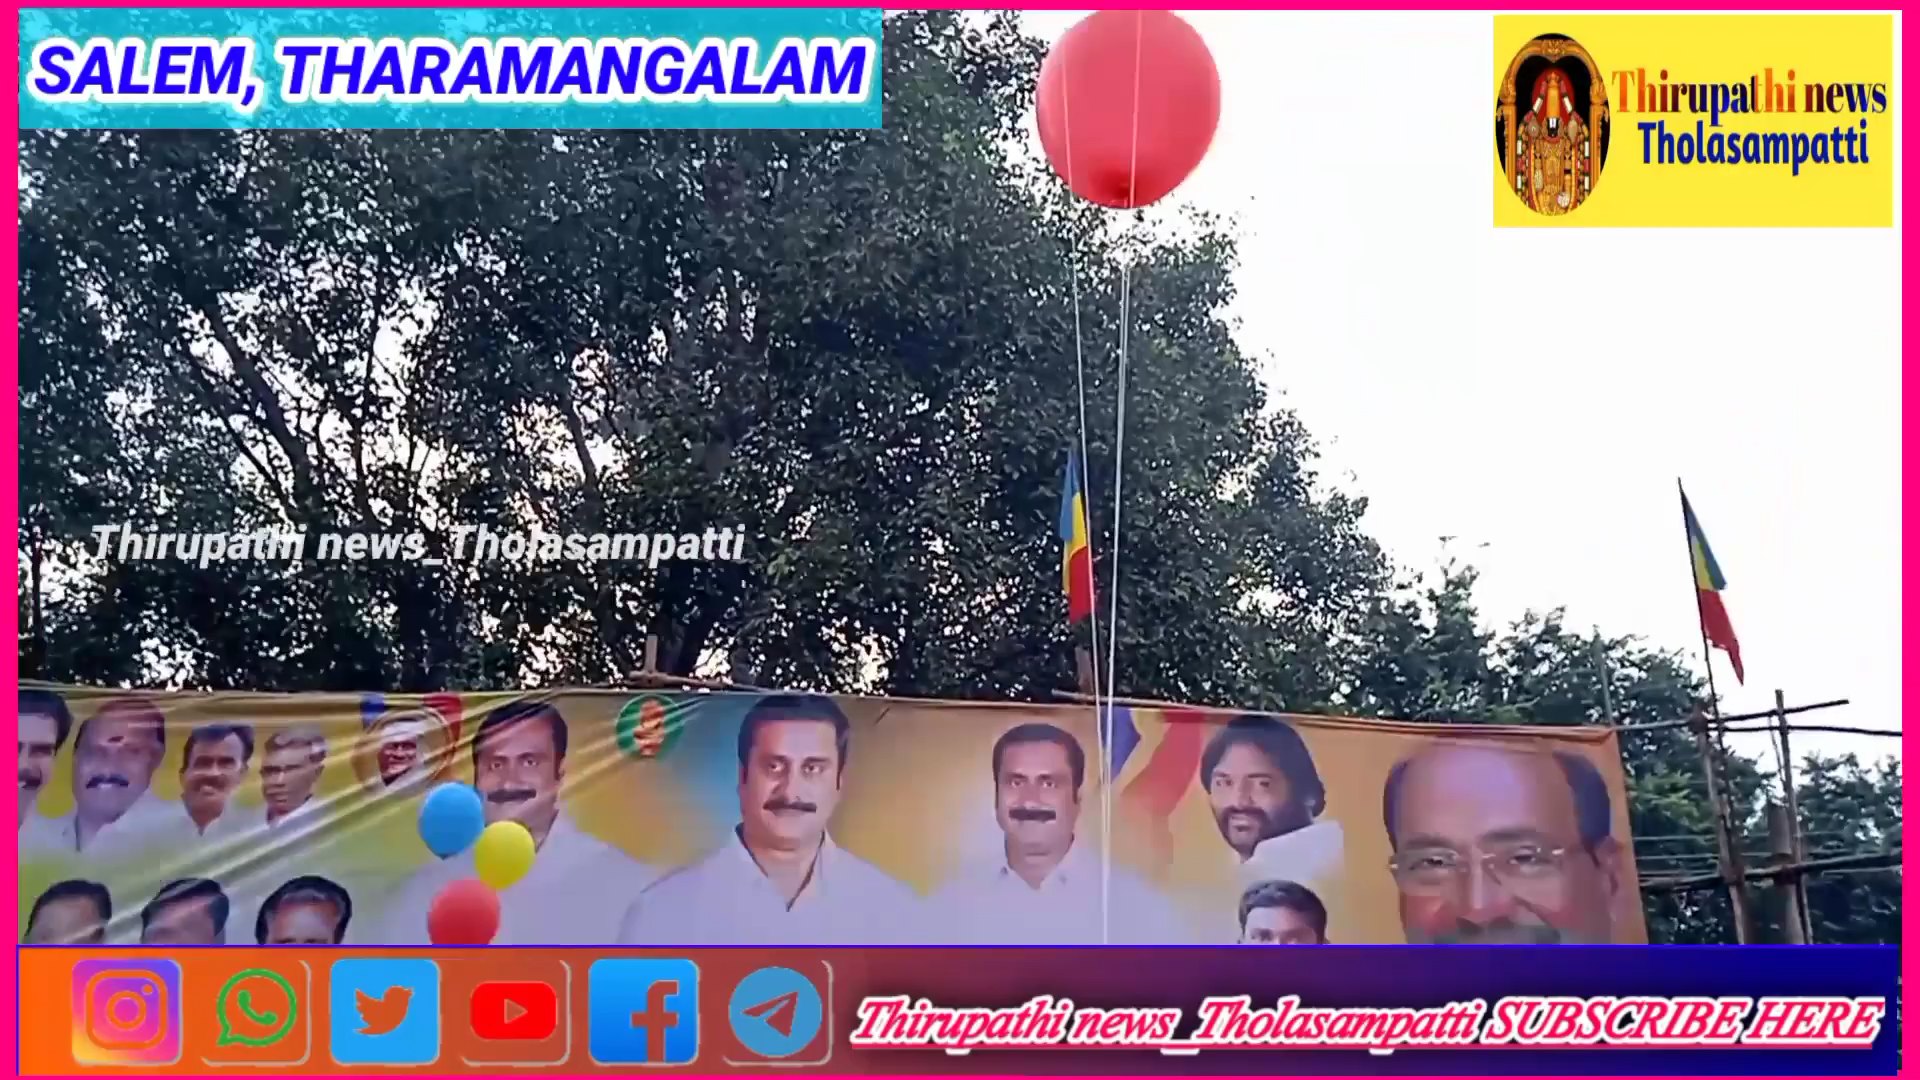 SALEM, THARAMANGALAM
Thirupathi news
Tholasampatti
Thirupathi news_Tholasampatti
Thirupathi news_Tholasampatti SUBSCRIBE HERE